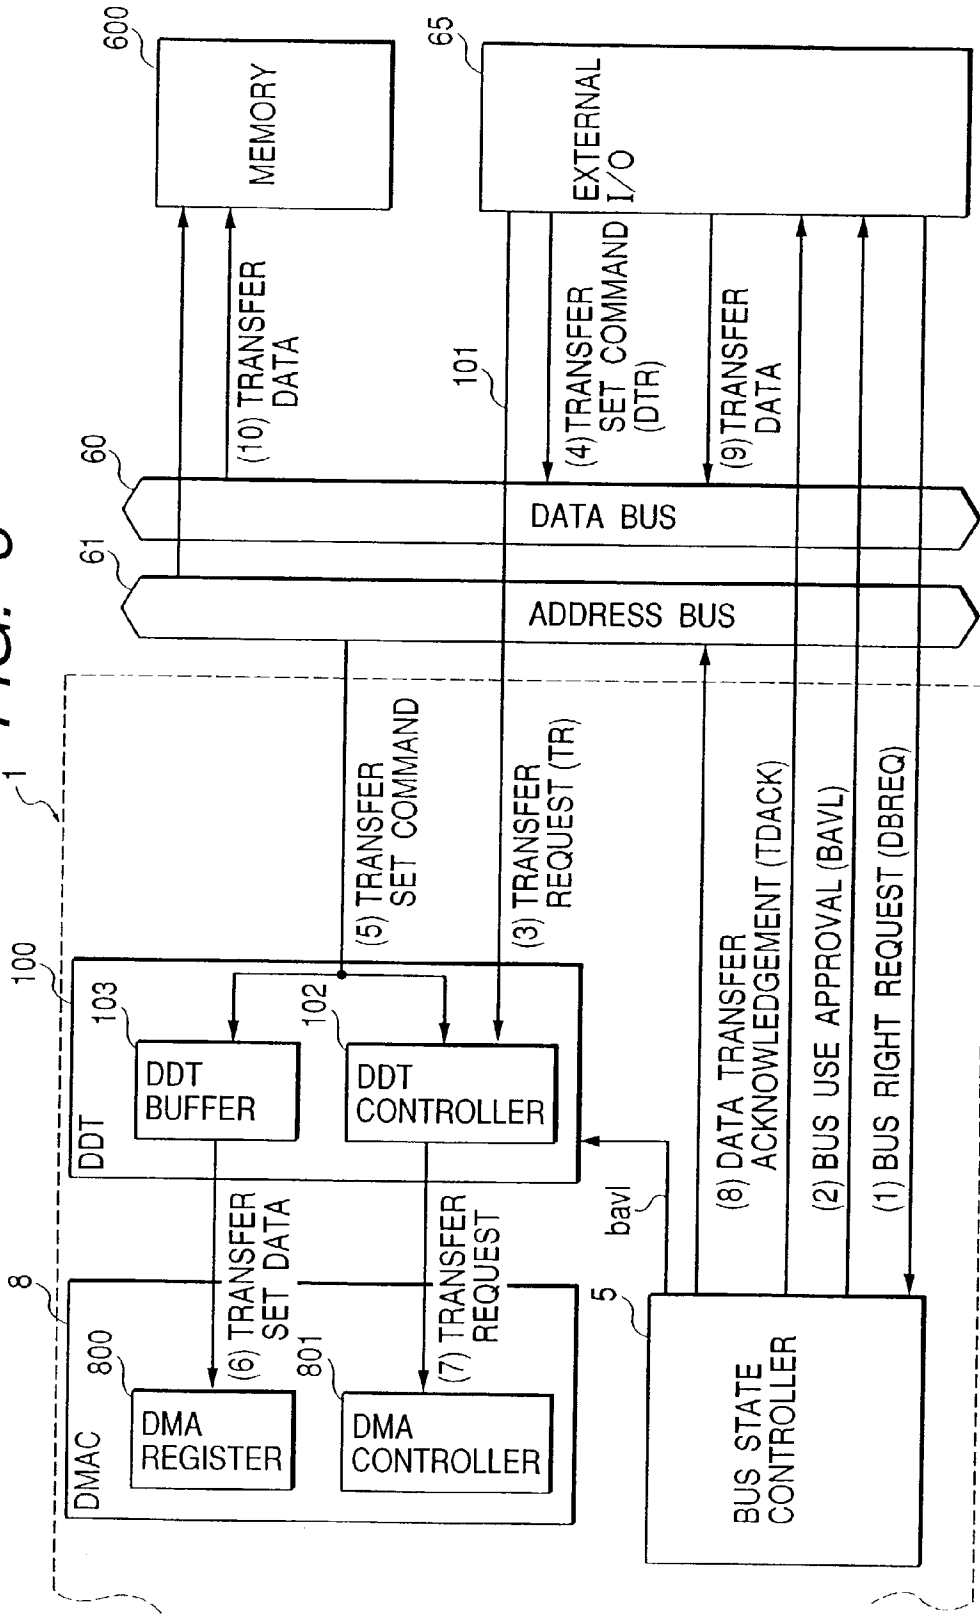 1
8
DMAC
800
DMA
REGISTER
801
DMA
CONTROLLER
(6) TRANSFER
SET DATA
(7) TRANSFER
REQUEST
100
DDT
103
DDT
BUFFER
102
DDT
CONTROLLER
(5) TRANSFER
SET COMMAND
(3) TRANSFER
REQUEST (TR)
5
BUS STATE
CONTROLLER
bavl
(8) DATA TRANSFER
ACKNOWLEDGEMENT (TDACK)
(2) BUS USE APPROVAL (BAVL)
(1) BUS RIGHT REQUEST (DBREQ)
61
ADDRESS BUS
60
DATA BUS
(10) TRANSFER
DATA
101
(4) TRANSFER
SET COMMAND
(DTR)
(9) TRANSFER
DATA
600
MEMORY
65
EXTERNAL
I/O